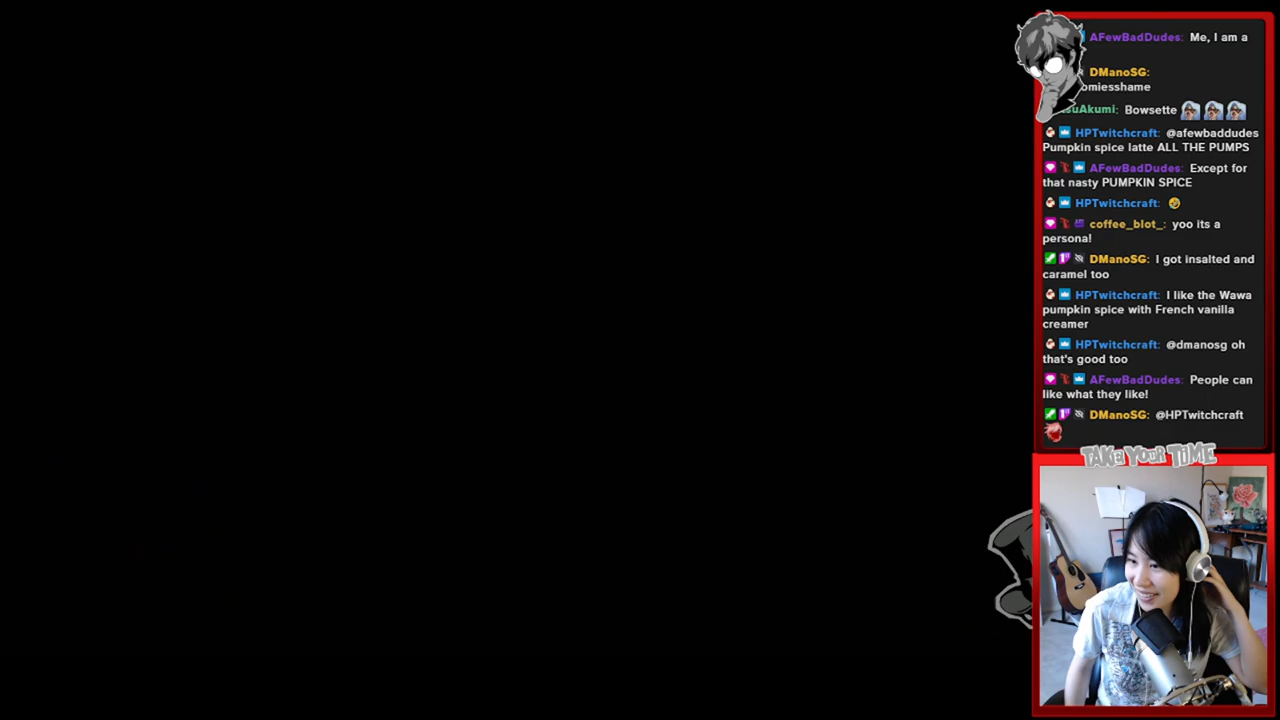 AFewBadDudes: Me, I am a
DManoSG:
omiesshame
suAkumi: Bowsette
HPTwitchcraft: @afewbaddudes
Pumpkin spice latte ALL THE PUMPS
AFewBadDudes: Except for
that nasty PUMPKIN SPICE
HPTwitchcraft: 🤣
coffee_blot_: yoo its a
persona!
DManoSG: I got insalted and
caramel too
HPTwitchcraft: I like the Wawa
pumpkin spice with French vanilla
creamer
HPTwitchcraft: @dmanosg oh
that's good too
AFewBadDudes: People can
like what they like!
DManoSG: @HPTwitchcraft
TAKE YOUR TIME